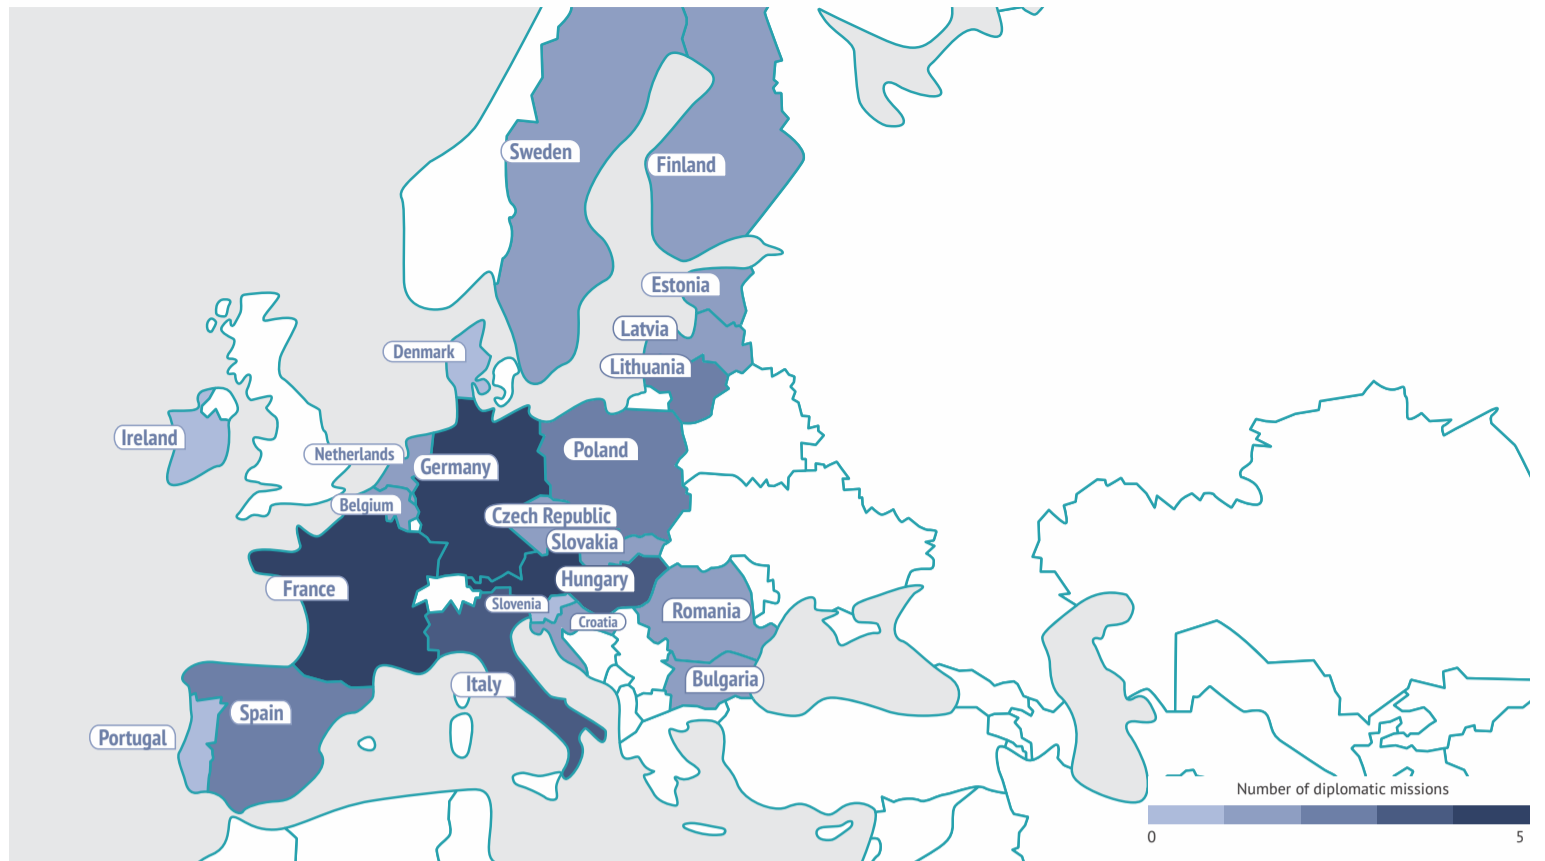 Sweden
Finland
Estonia
Latvia
Denmark
Lithuania
Ireland
Netherlands
Germany
Poland
Belgium
Czech Republic
Slovakia
Hungary
France
Slovenia
Croatia
Romania
Bulgaria
Italy
Spain
Portugal
Number of diplomatic missions
0 5